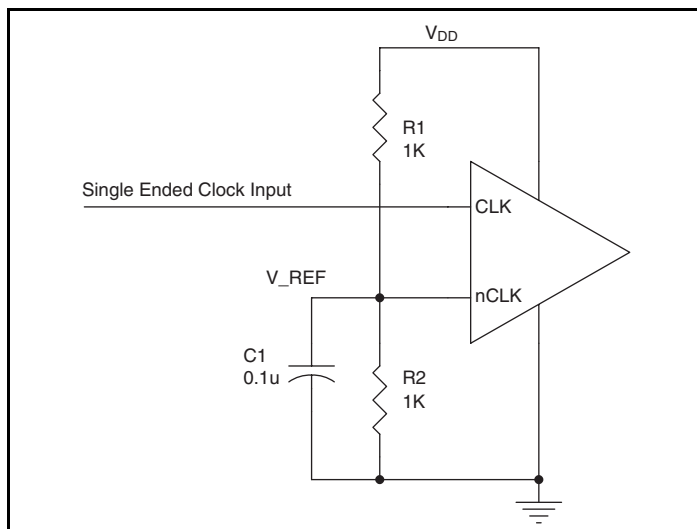 VDD
R1
1K
Single Ended Clock Input
CLK
V_REF
nCLK
C1
0.1u
R2
1K